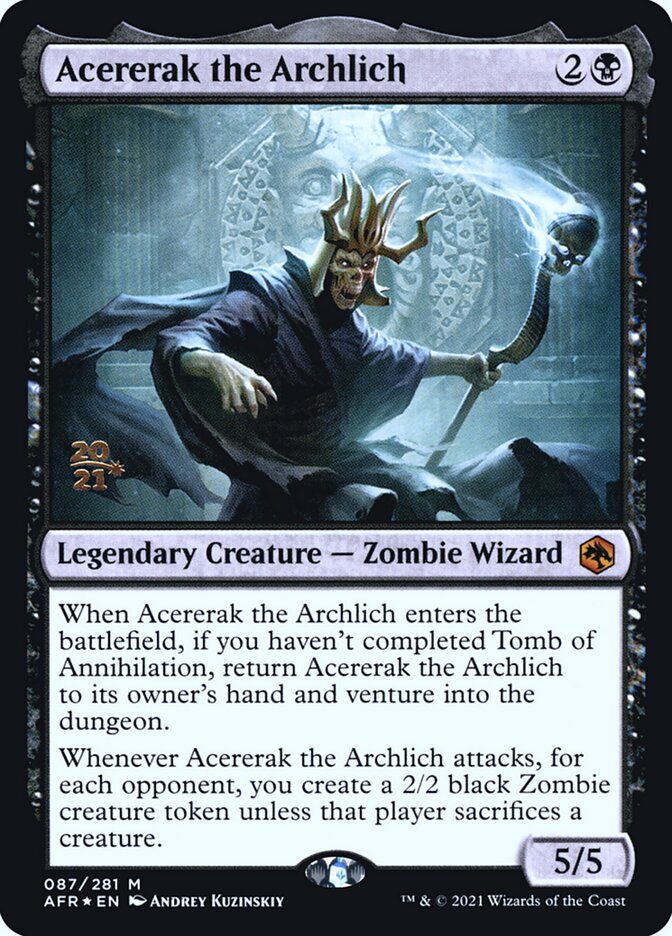 Acererak the Archlich 2
20
21
Legendary Creature — Zombie Wizard
When Acererak the Archlich enters the
battlefield, if you haven't completed Tomb of
Annihilation, return Acererak the Archlich
to its owner's hand and venture into the
dungeon.
Whenever Acererak the Archlich attacks, for
each opponent, you create a 2/2 black Zombie
creature token unless that player sacrifices a
creature.
5/5
087/281 M
AFR★EN Andrey Kuzinskiy
™ & © 2021 Wizards of the Coast